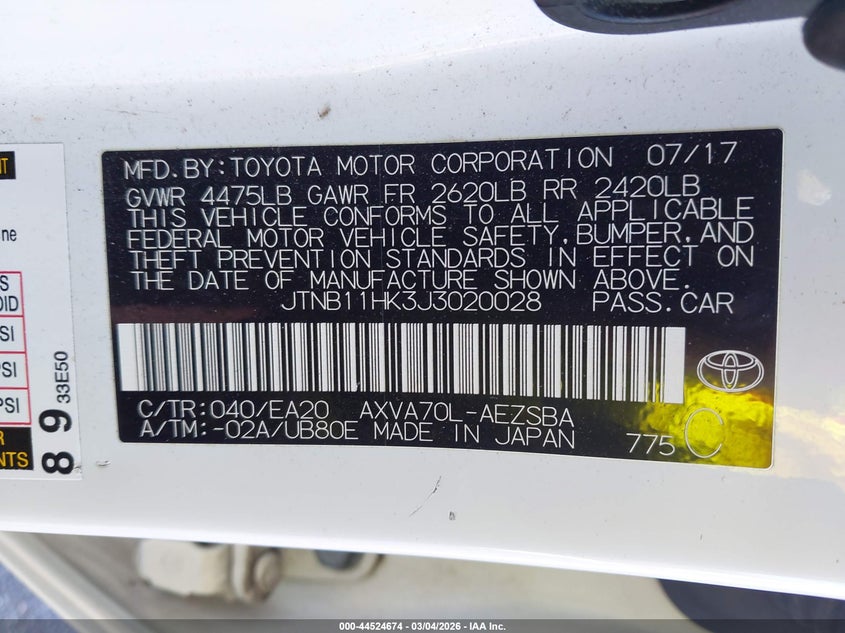 MFD.BY:TOYOTA MOTOR CORPORATION 07/17
GVWR 4475LB GAWR FR 2620LB RR 2420LB
THIS VEHICLE CONFORMS TO ALL APPLICABLE
FEDERAL MOTOR VEHICLE SAFETY,BUMPER,AND
THEFT PREVENTION STANDARDS IN EFFECT ON
THE DATE OF MANUFACTURE SHOWN ABOVE.
JTNB11HK3J3020028 PASS.CAR
C/TR:040/EA20 AXVA70L-AEZSBA
A/TM:-02A/UB80E MADE IN JAPAN
775 C
89
33E50
000-44524674 | 03/04/2026 | IAA Inc.